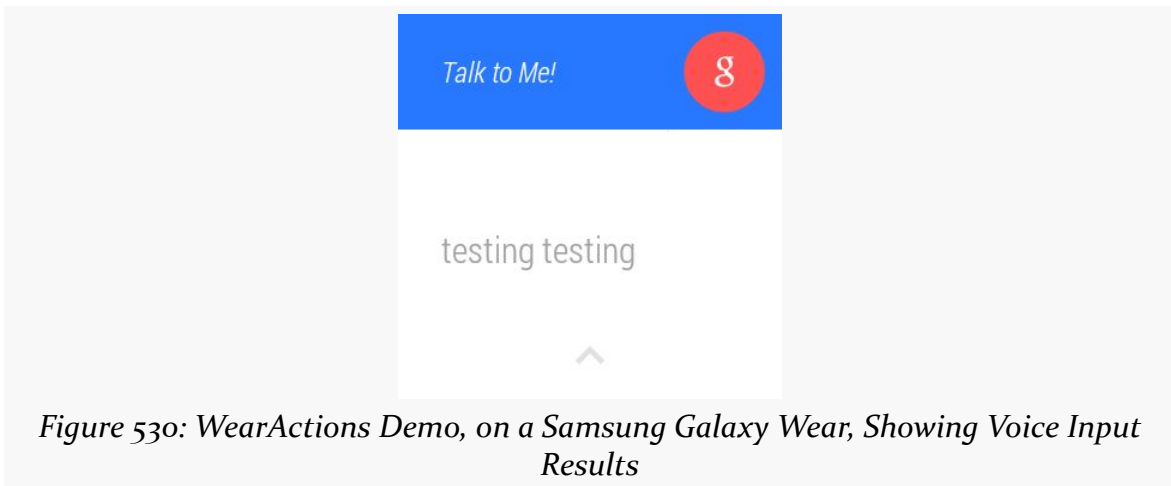 Talk to Me!
g
testing testing
Figure 530: WearActions Demo, on a Samsung Galaxy Wear, Showing Voice Input
Results